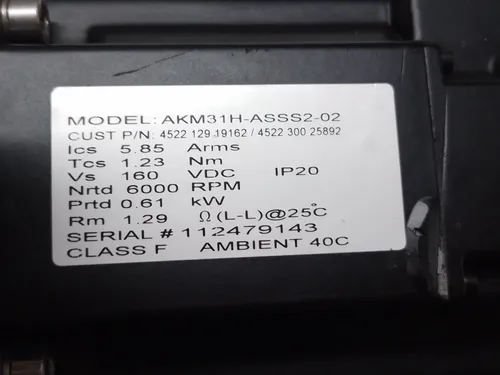 MODEL: AKM31H-ASSS2-02
CUST P/N: 4522 129 19162 / 4522 300 25892
Ics 5.85 Arms
Tcs 1.23 Nm
Vs 160 VDC IP20
Nrtd 6000 RPM
Prtd 0.61 kW
Rm 1.29 Ω(L-L)@25°C
SERIAL # 112479143
CLASS F AMBIENT 40C